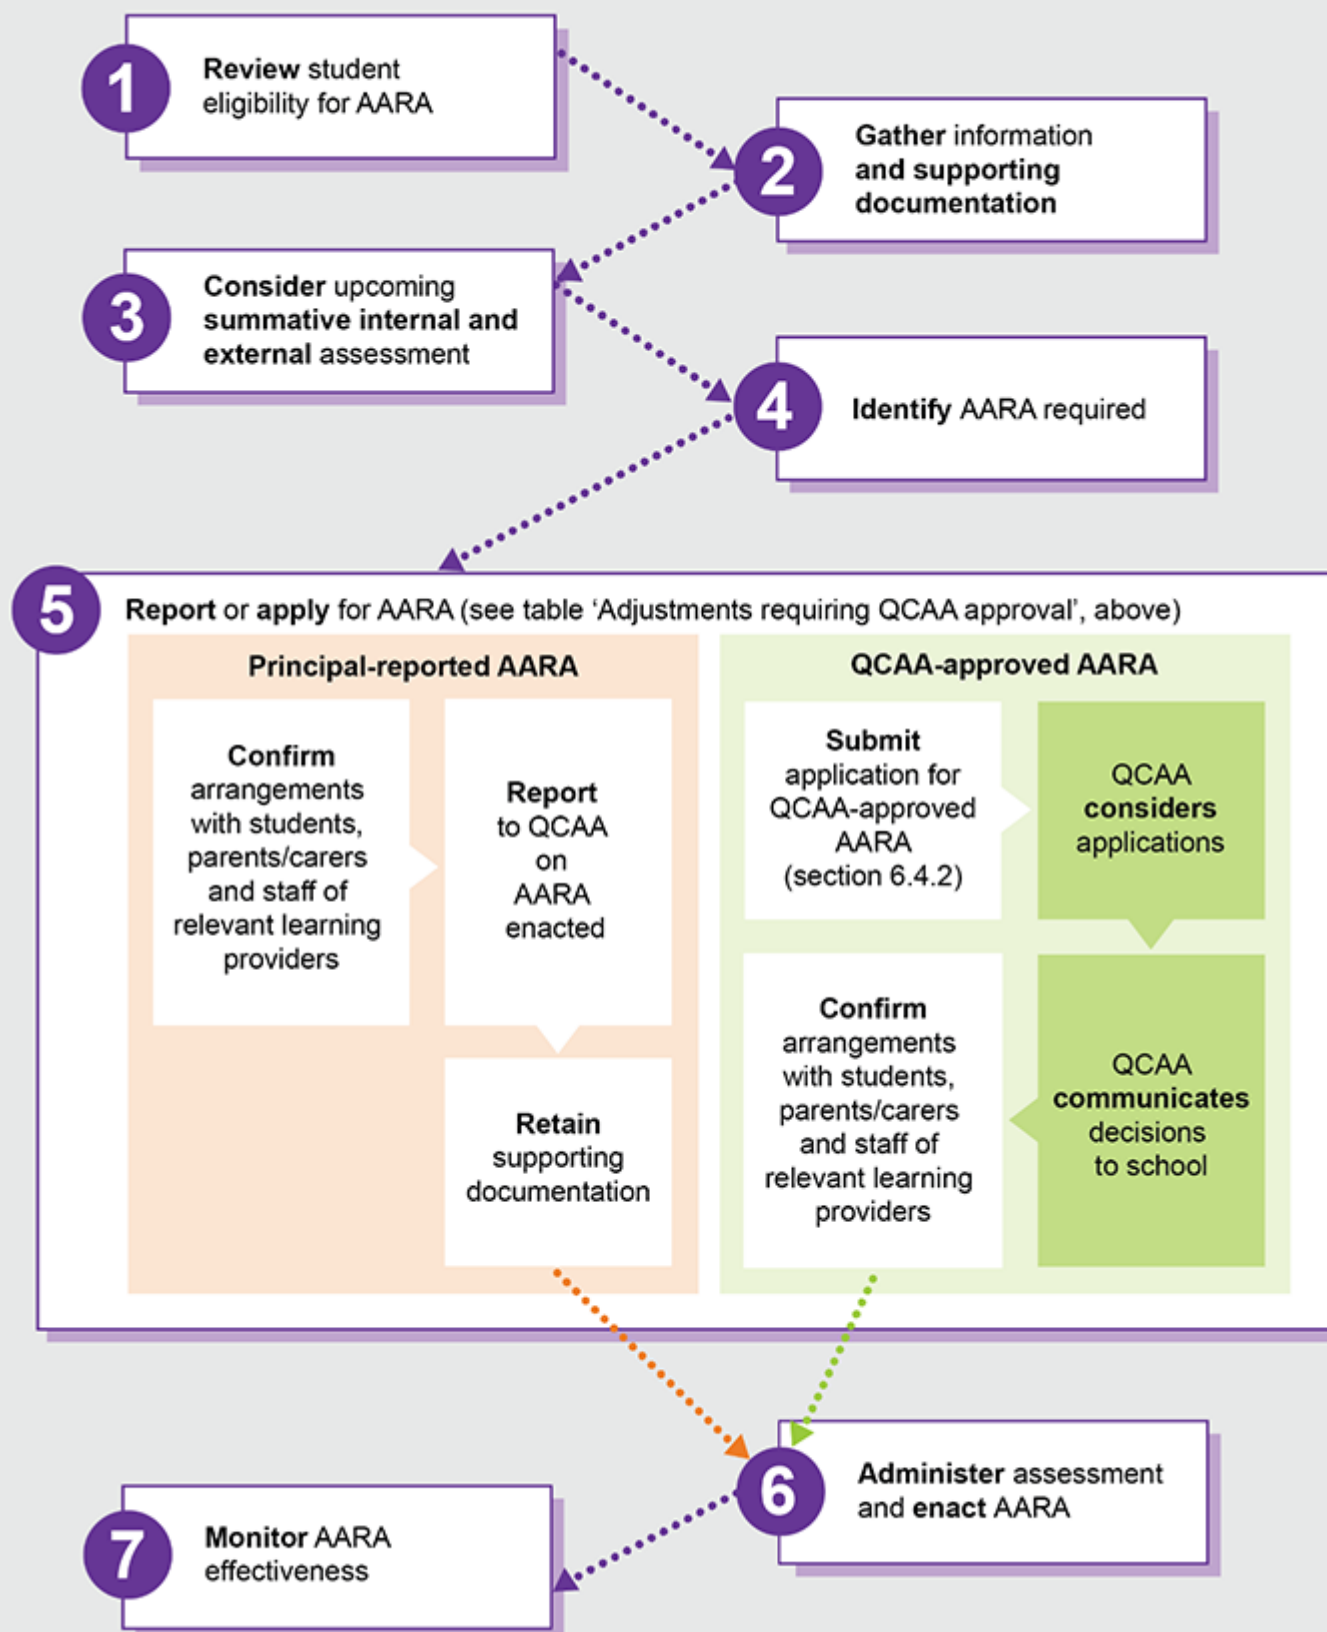 1
Review student
eligibility for AARA
2
Gather information
and supporting
documentation
3
Consider upcoming
summative internal and
external assessment
4
Identify AARA required
5
Report or apply for AARA (see table ‘Adjustments requiring QCAA approval’, above)
Principal-reported AARA
Confirm
arrangements
with students,
parents/carers
and staff of
relevant learning
providers
Report
to QCAA
on
AARA
enacted
Retain
supporting
documentation
QCAA-approved AARA
Submit
application for
QCAA-approved
AARA
(section 6.4.2)
QCAA
considers
applications
QCAA
communicates
decisions
to school
Confirm
arrangements
with students,
parents/carers
and staff of
relevant learning
providers
6
Administer assessment
and enact AARA
7
Monitor AARA
effectiveness